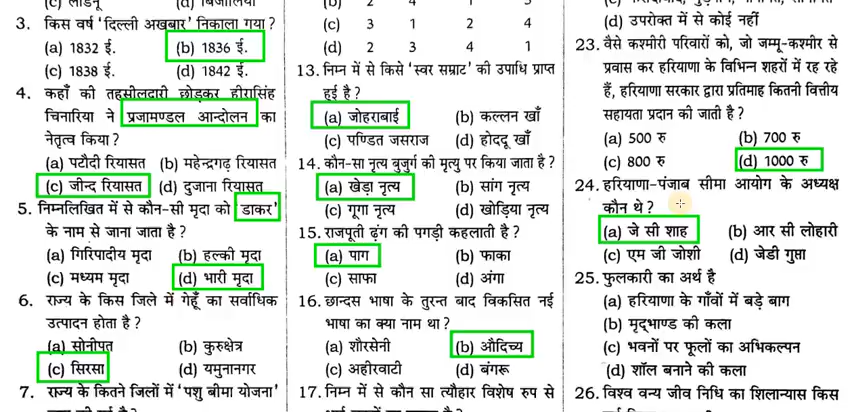 (c) लाडनू (d) बिजोलिया
3. किस वर्ष 'दिल्ली अखबार' निकाला गया ?
(a) 1832 ई. (b) 1836 ई.
(c) 1838 ई. (d) 1842 ई.
4. कहाँ की तहसीलदारी छोड़कर हीरासिंह
चिनारिया ने प्रजामण्डल आन्दोलन का
नेतृत्व किया ?
(a) पटौदी रियासत (b) महेन्द्रगढ़ रियासत
(c) जीन्द रियासत (d) दुजाना रियासत
5. निम्नलिखित में से कौन-सी मृदा को डाकर'
के नाम से जाना जाता है ?
(a) गिरिपादीय मृदा (b) हल्की मृदा
(c) मध्यम मृदा (d) भारी मृदा
6. राज्य के किस जिले में गेहूँ का सर्वाधिक
उत्पादन होता है ?
(a) सोनीपत (b) कुरुक्षेत्र
(c) सिरसा (d) यमुनानगर
7. राज्य के कितने जिलों में 'पशु बीमा योजना'
(b) 2 4 1 3
(c) 3 1 2 4
(d) 2 3 4 1
13. निम्न में से किसे 'स्वर सम्राट' की उपाधि प्राप्त
हुई है ?
(a) जोहराबाई (b) कल्लन खाँ
(c) पण्डित जसराज (d) होददू खाँ
14. कौन-सा नृत्य बुजुर्ग की मृत्यु पर किया जाता है ?
(a) खेड़ा नृत्य (b) सांग नृत्य
(c) गूगा नृत्य (d) खोड़िया नृत्य
15. राजपूती ढ़ंग की पगड़ी कहलाती है ?
(a) पाग (b) फाका
(c) साफा (d) अंगा
16. छान्दस भाषा के तुरन्त बाद विकसित नई
भाषा का क्या नाम था ?
(a) शौरसेनी (b) औदिच्य
(c) अहीरवाटी (d) बंगरू
17. निम्न में से कौन सा त्यौहार विशेष रुप से
(d) उपरोक्त में से कोई नहीं
23. वैसे कश्मीरी परिवारों को, जो जम्मू-कश्मीर से
प्रवास कर हरियाणा के विभिन्न शहरों में रह रहे
हैं, हरियाणा सरकार द्वारा प्रतिमाह कितनी वित्तीय
सहायता प्रदान की जाती है ?
(a) 500 रु (b) 700 रु
(c) 800 रु (d) 1000 रु
24. हरियाणा-पंजाब सीमा आयोग के अध्यक्ष
कौन थे ?
(a) जे सी शाह (b) आर सी लोहारी
(c) एम जी जोशी (d) जेडी गुप्ता
25. फुलकारी का अर्थ है
(a) हरियाणा के गाँवों में बड़े बाग
(b) मृद्भाण्ड की कला
(c) भवनों पर फूलों का अभिकल्पन
(d) शॉल बनाने की कला
26. विश्व वन्य जीव निधि का शिलान्यास किस